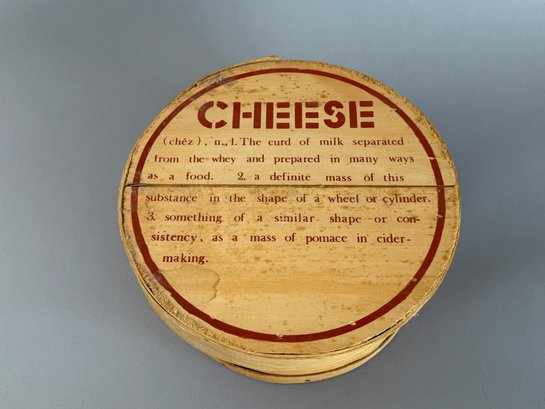 CHEESE
(chēz), n., 1. The curd of milk separated
from the whey and prepared in many ways
as a food. 2. a definite mass of this
substance in the shape of a wheel or cylinder.
3. something of a similar shape or con-
sistency, as a mass of pomace in cider-
making.